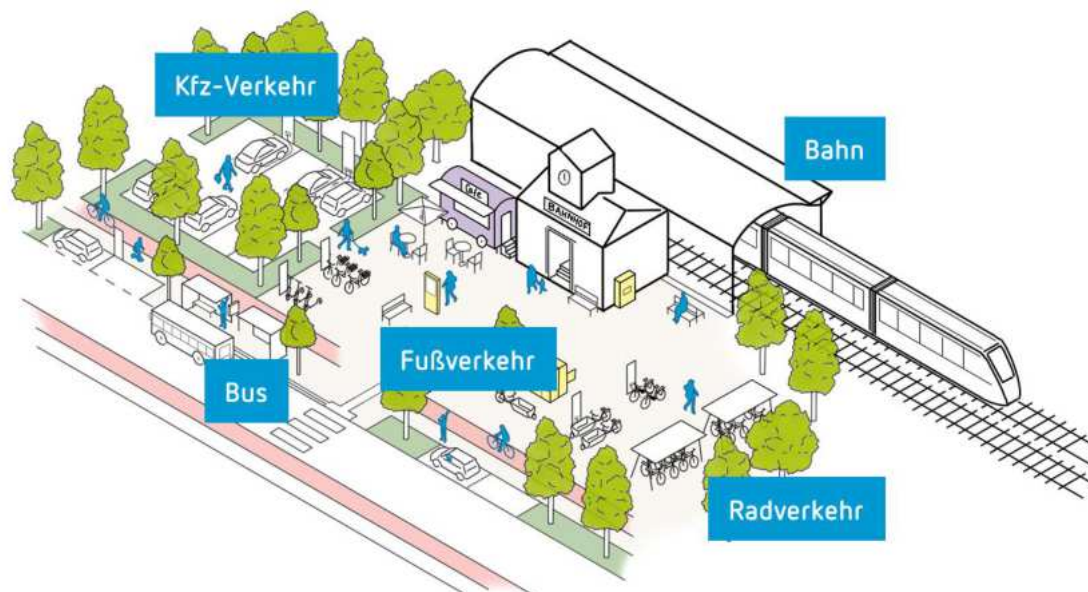 Kfz-Verkehr
Bahn
Café
BAHNHOF
Fußverkehr
Bus
Radverkehr